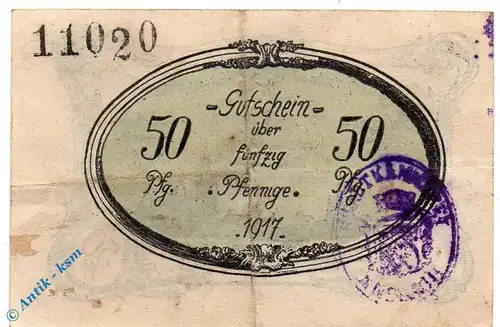 11020
-Gutschein-
über
50 fünfzig 50
Pfg. Pfennige. Pfg.
1917.
© Antik - ksm